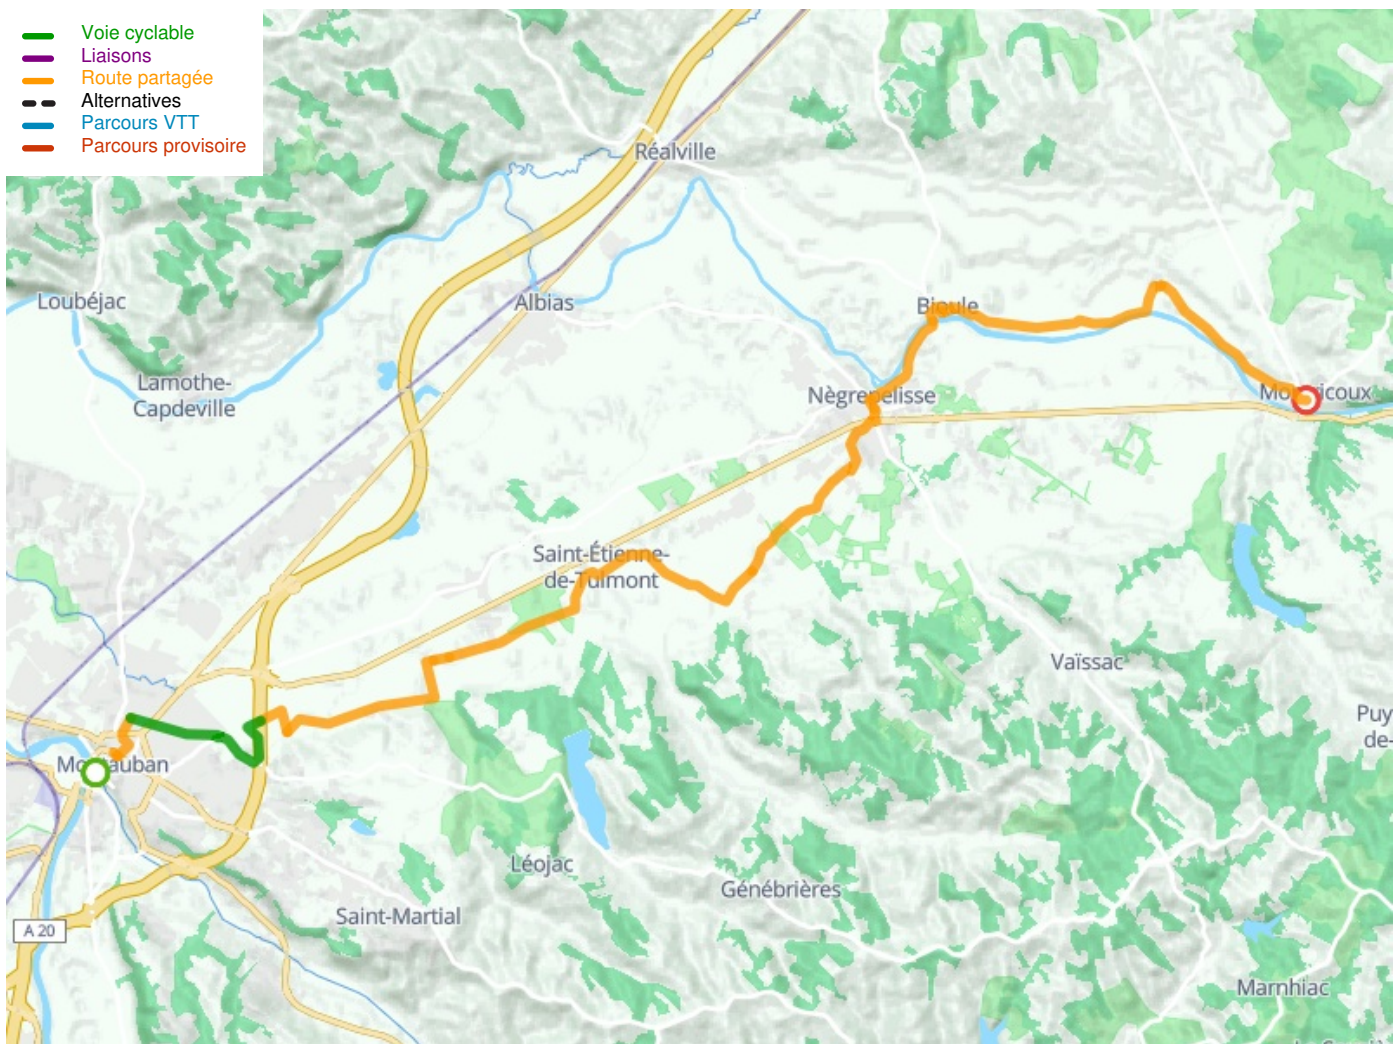 Voie cyclable
Liaisons
Route partagée
Alternatives
Parcours VTT
Parcours provisoire
Réalville
Loubéjac
Albias
Bioule
Lamothe-
Capdeville
Nègrepelisse
Saint-Étienne-
de-Tulmont
Vaïssac
Puy
de-
Léojac
Génébrières
Saint-Martial
A 20
Marnhiac